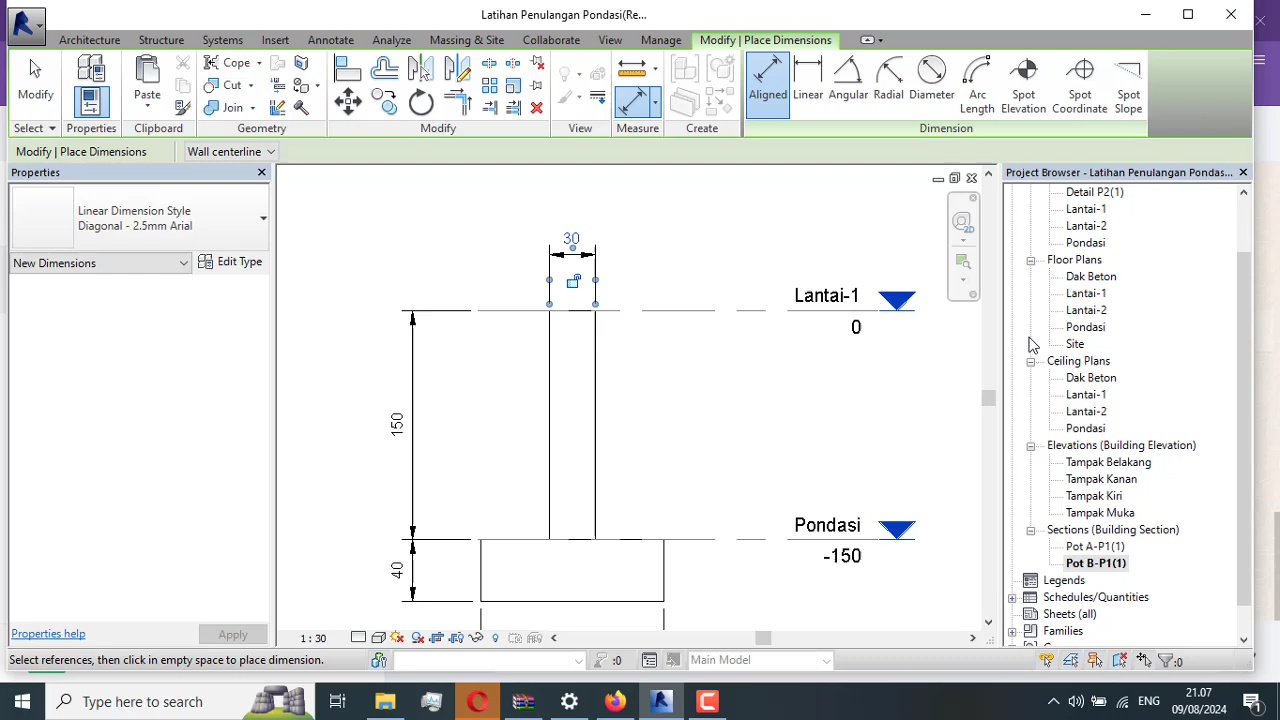 Latihan Penulangan Pondasi(Re...
Architecture Structure Systems Insert Annotate Analyze Massing & Site Collaborate View Manage Modify | Place Dimensions
Modify Properties Paste Cope Cut Join Aligned Linear Angular Radial Diameter Arc Length Spot Elevation Spot Coordinate Spot Slope
Select Properties Clipboard Geometry Modify View Measure Create Dimension
Modify | Place Dimensions Wall centerline
Properties
Linear Dimension Style
Diagonal - 2.5mm Arial
New Dimensions Edit Type
Properties help Apply
30
2D
Lantai-1
0
150
Pondasi
-150
40
1 : 30
Project Browser - Latihan Penulangan Pondas...
Detail P2(1)
Lantai-1
Lantai-2
Pondasi
Floor Plans
Dak Beton
Lantai-1
Lantai-2
Pondasi
Site
Ceiling Plans
Dak Beton
Lantai-1
Lantai-2
Pondasi
Elevations (Building Elevation)
Tampak Belakang
Tampak Kanan
Tampak Kiri
Tampak Muka
Sections (Building Section)
Pot A-P1(1)
Pot B-P1(1)
Legends
Schedules/Quantities
Sheets (all)
Families
Select references, then click in empty space to place dimension. :0 Main Model :0
Type here to search ENG 21.07
09/08/2024 1